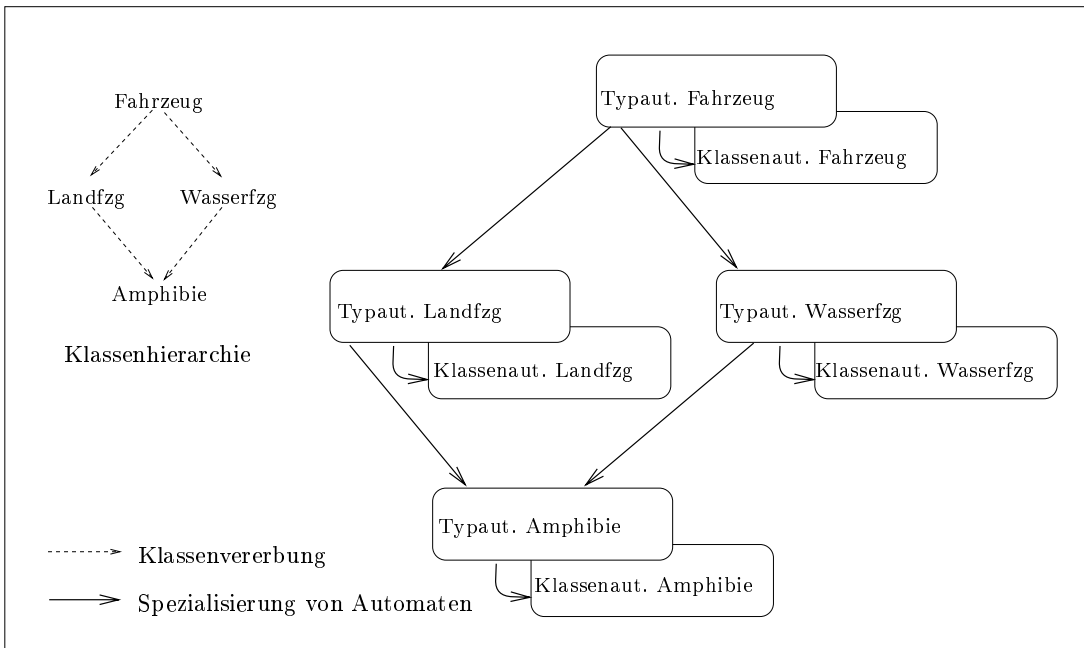 Fahrzeug
Landfzg
Wasserfzg
Amphibie
Klassenhierarchie
Typaut. Fahrzeug
Klassenaut. Fahrzeug
Typaut. Landfzg
Klassenaut. Landfzg
Typaut. Wasserfzg
Klassenaut. Wasserfzg
Typaut. Amphibie
Klassenaut. Amphibie
Klassenvererbung
Spezialisierung von Automaten